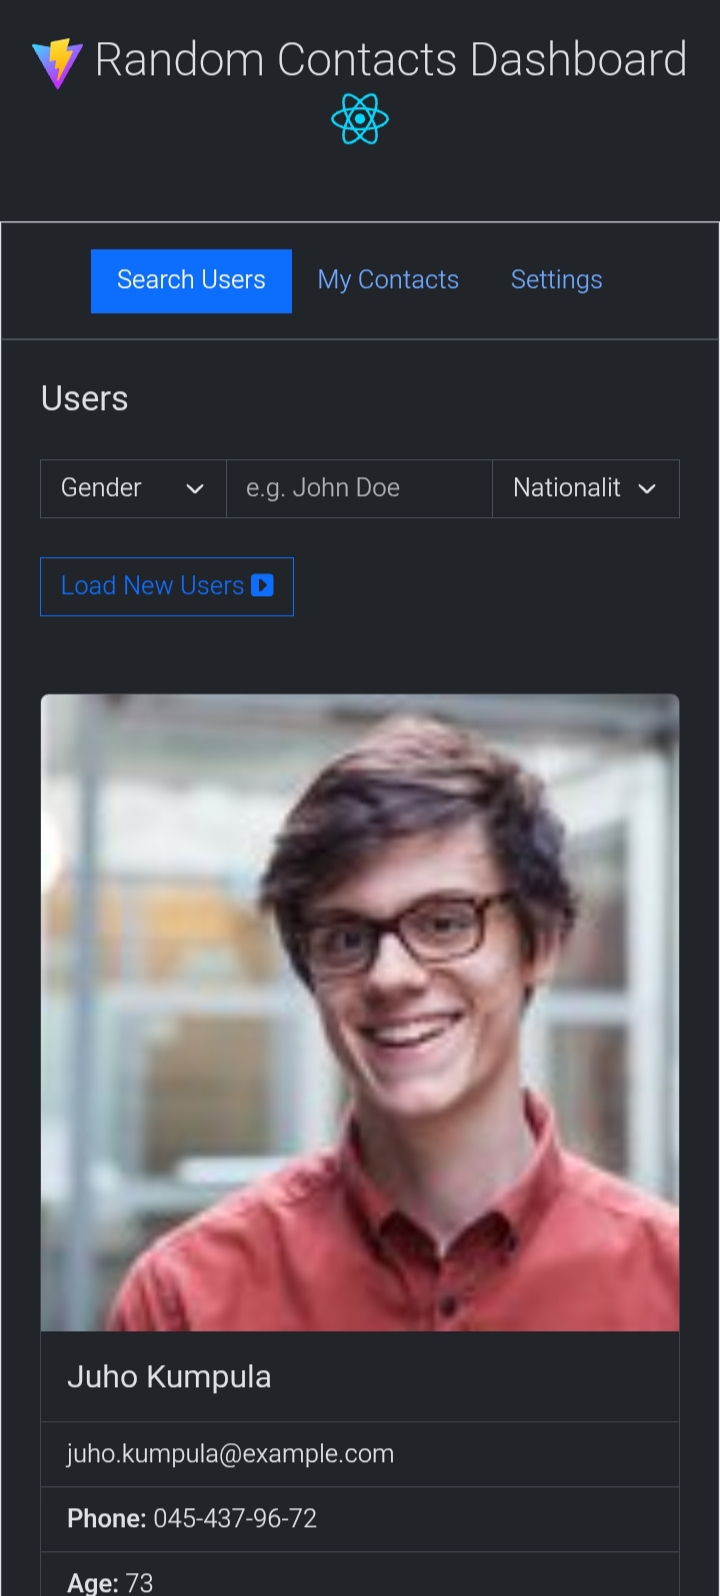 Random Contacts Dashboard
Search Users My Contacts Settings
Users
Gender e.g. John Doe Nationalit
Load New Users
Juho Kumpula
juho.kumpula@example.com
Phone: 045-437-96-72
Age: 73